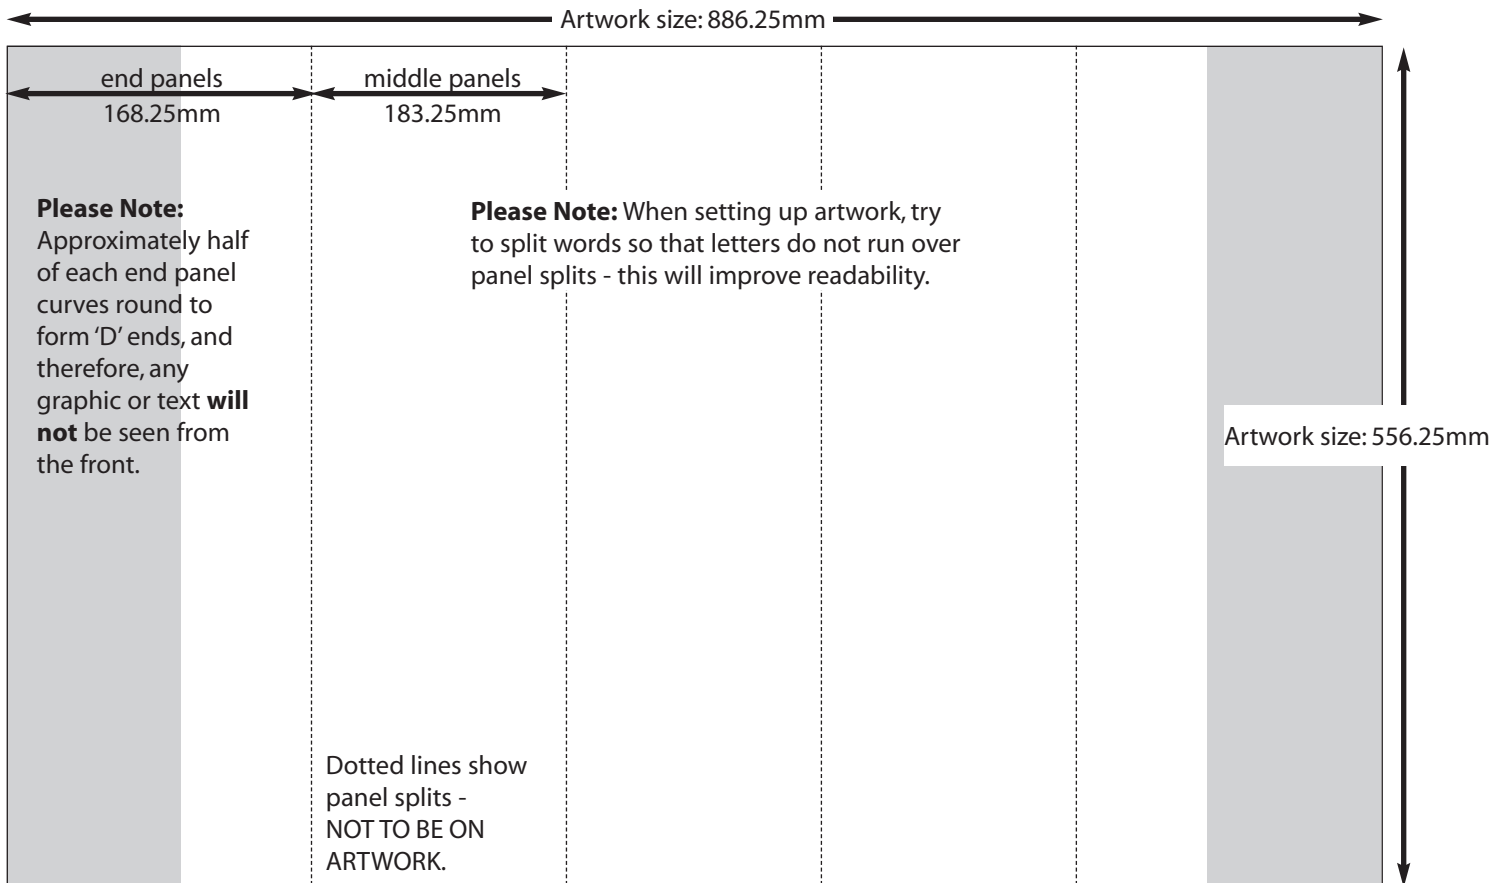 Artwork size: 886.25mm
end panels
168.25mm
middle panels
183.25mm
Please Note:
Approximately half
of each end panel
curves round to
form ‘D’ ends, and
therefore, any
graphic or text will
not be seen from
the front.
Please Note: When setting up artwork, try
to split words so that letters do not run over
panel splits - this will improve readability.
Artwork size: 556.25mm
Dotted lines show
panel splits -
NOT TO BE ON
ARTWORK.